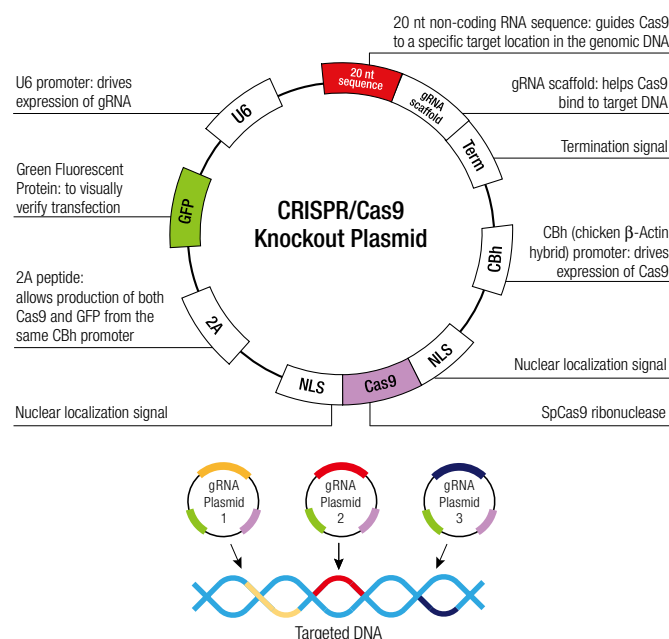 20 nt non-coding RNA sequence: guides Cas9
to a specific target location in the genomic DNA
U6 promoter: drives
expression of gRNA
20 nt
sequence
gRNA scaffold: helps Cas9
bind to target DNA
U6
gRNA
scaffold
Term
Termination signal
Green Fluorescent
Protein: to visually
verify transfection
GFP
CRISPR/Cas9
Knockout Plasmid
CBh
CBh (chicken β-Actin
hybrid) promoter: drives
expression of Cas9
2A peptide:
allows production of both
Cas9 and GFP from the
same CBh promoter
2A
NLS
Cas9
NLS
Nuclear localization signal
Nuclear localization signal
SpCas9 ribonuclease
gRNA
Plasmid
1
gRNA
Plasmid
2
gRNA
Plasmid
3
Targeted DNA